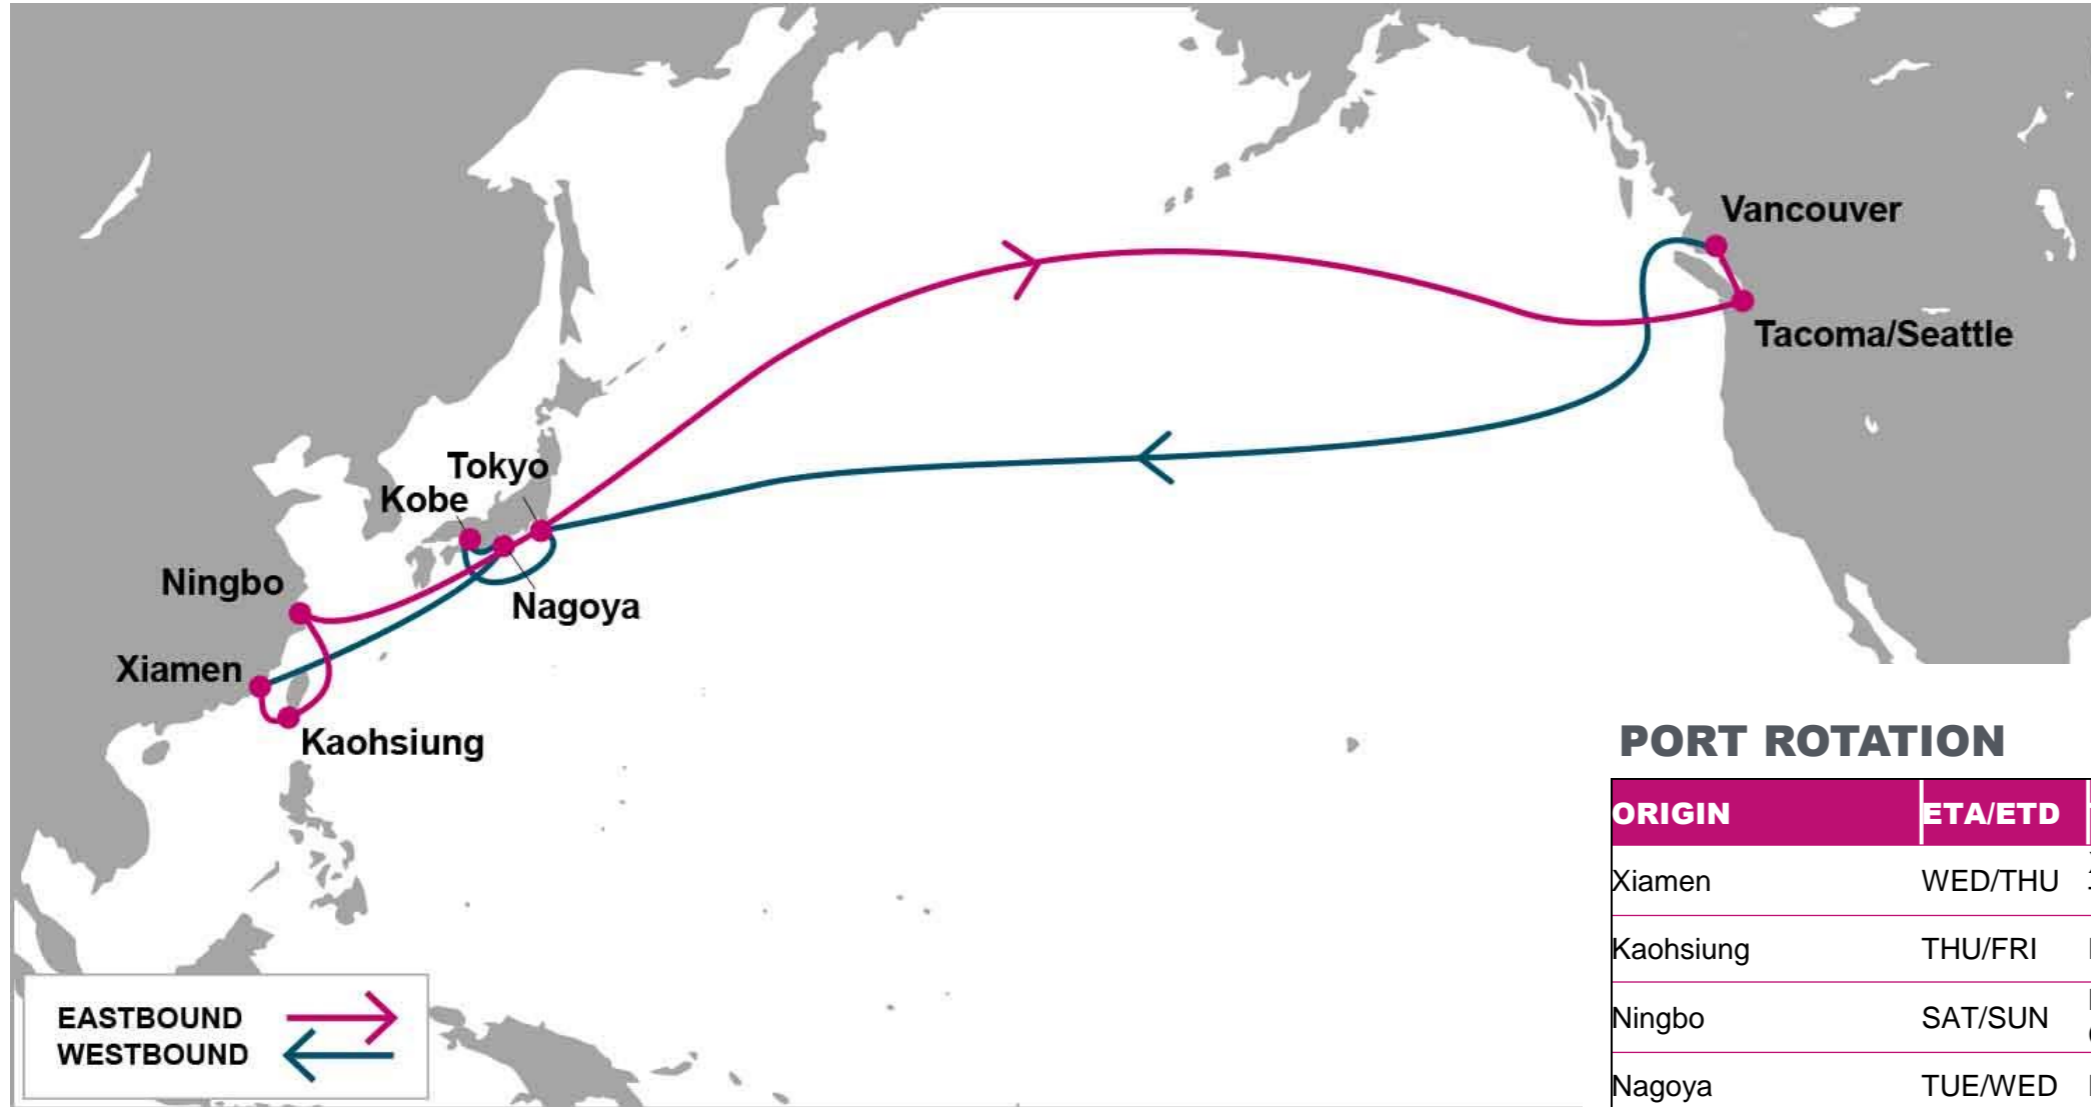 Vancouver
Tacoma/Seattle
Tokyo
Kobe
Ningbo
Nagoya
Xiamen
Kaohsiung
EASTBOUND
WESTBOUND
PORT ROTATION
ORIGIN ETA/ETD
Xiamen WED/THU
Kaohsiung THU/FRI
Ningbo SAT/SUN
Nagoya TUE/WED